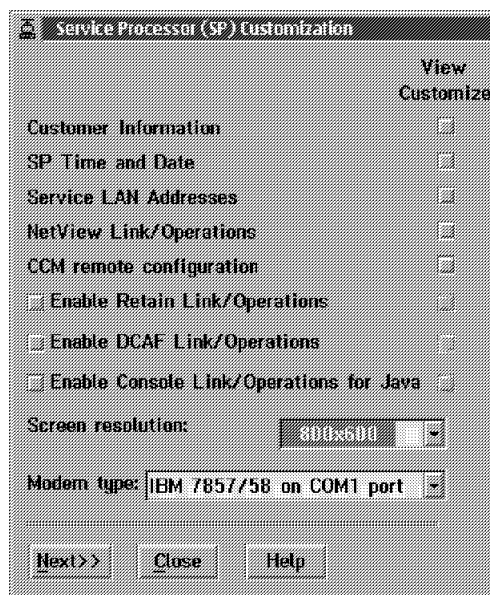 Service Processor (SP) Customization
View
Customize
Customer Information
SP Time and Date
Service LAN Addresses
NetView Link/Operations
CCM remote configuration
Enable Retain Link/Operations
Enable DCAF Link/Operations
Enable Console Link/Operations for Java
Screen resolution: 800x600
Modem type: IBM 7857/58 on COM1 port
Next>> Close Help